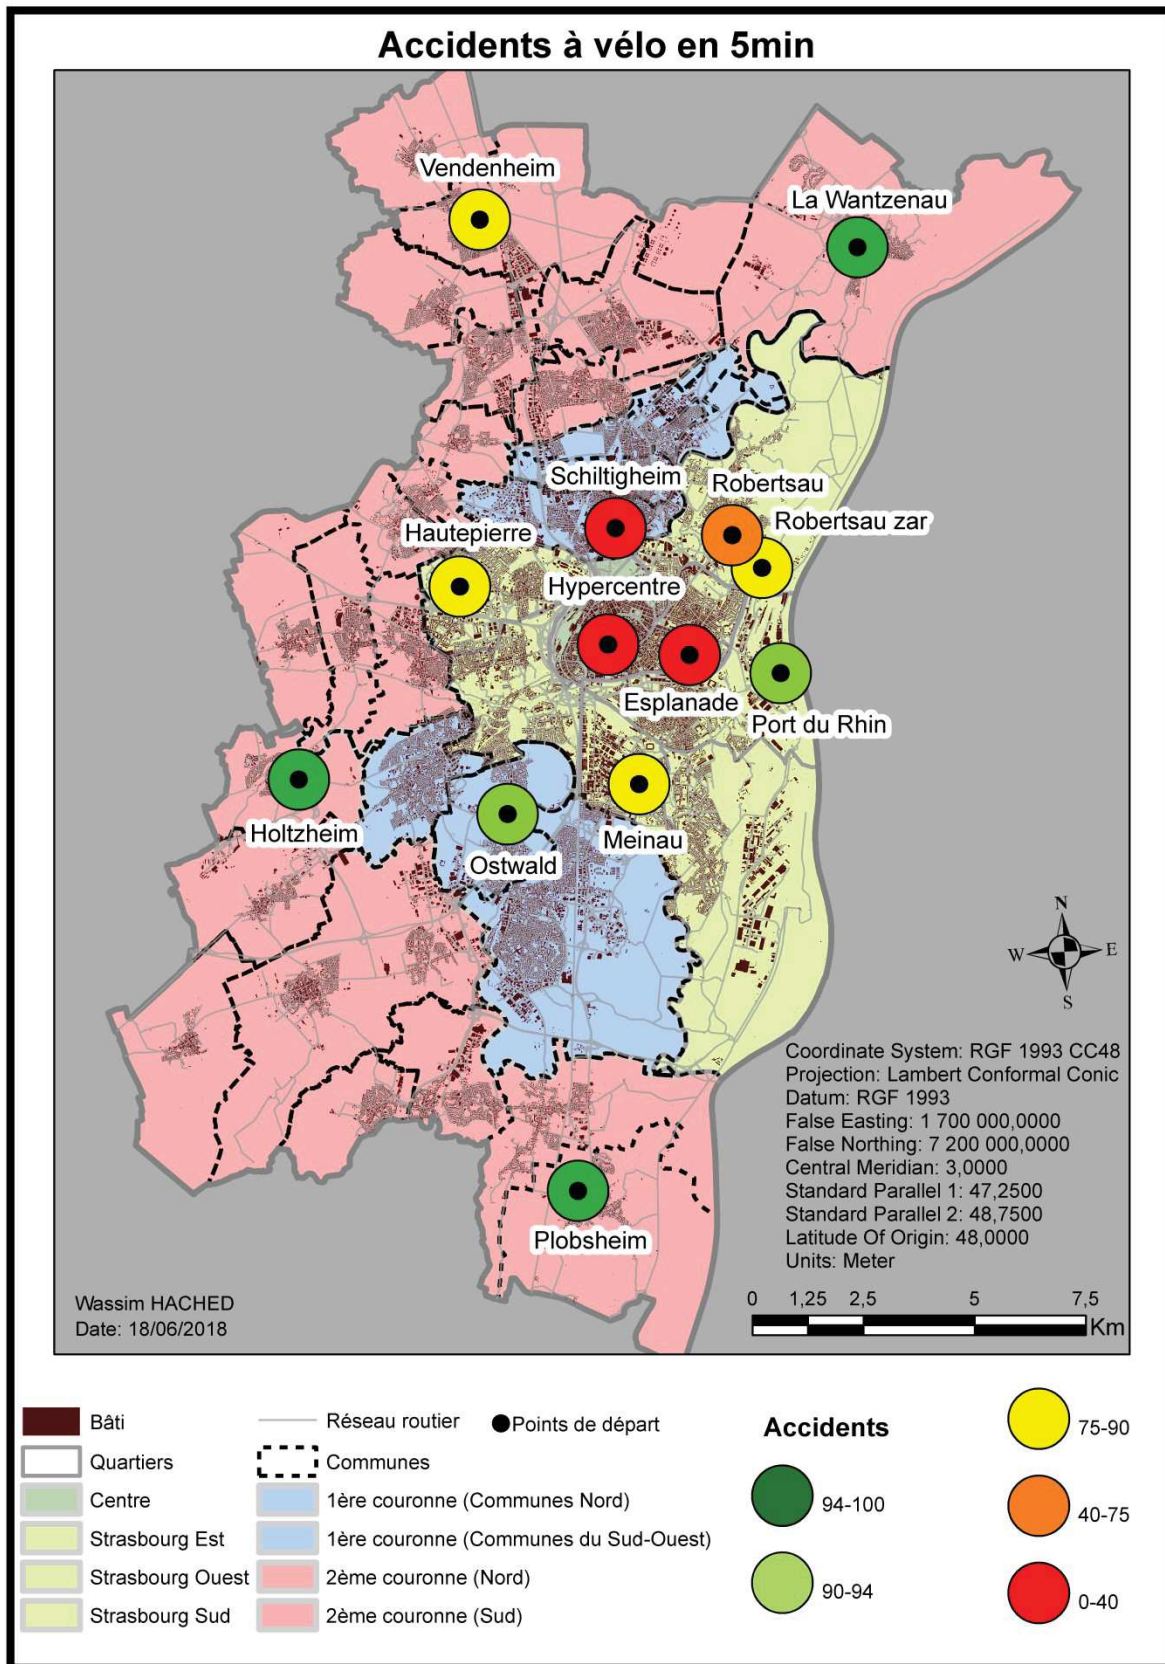 Accidents à vélo en 5min
Vendenheim
La Wantzenau
Schiltigheim
Robertsau
Robertsau zar
Hautepierre
Hypercentre
Esplanade
Port du Rhin
Holtzheim
Ostwald
Meinau
Plobsheim
N
W
E
S
Coordinate System: RGF 1993 CC48
Projection: Lambert Conformal Conic
Datum: RGF 1993
False Easting: 1 700 000,0000
False Northing: 7 200 000,0000
Central Meridian: 3,0000
Standard Parallel 1: 47,2500
Standard Parallel 2: 48,7500
Latitude Of Origin: 48,0000
Units: Meter
0 1,25 2,5 5 7,5
Km
Wassim HACHED
Date: 18/06/2018
Bâti
Quartiers
Centre
Strasbourg Est
Strasbourg Ouest
Strasbourg Sud
Réseau routier
Communes
1ère couronne (Communes Nord)
1ère couronne (Communes du Sud-Ouest)
2ème couronne (Nord)
2ème couronne (Sud)
Points de départ
Accidents
94-100
90-94
75-90
40-75
0-40